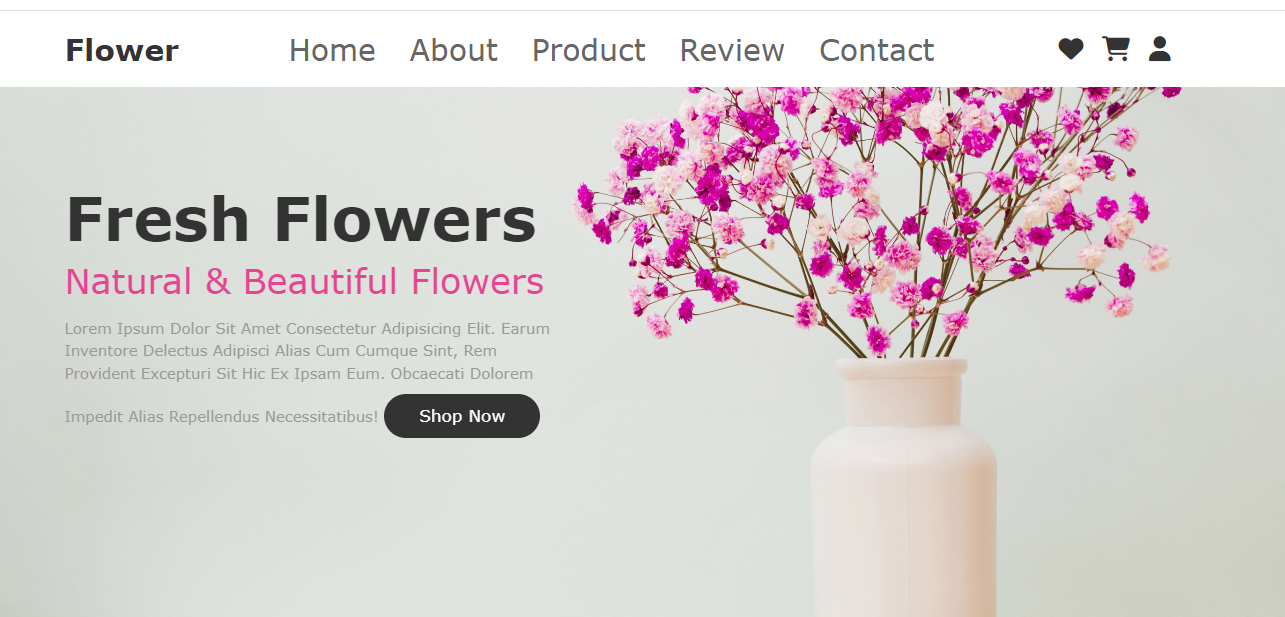 Flower Home About Product Review Contact
Fresh Flowers
Natural & Beautiful Flowers
Lorem Ipsum Dolor Sit Amet Consectetur Adipisicing Elit. Earum
Inventore Delectus Adipisci Alias Cum Cumque Sint, Rem
Provident Excepturi Sit Hic Ex Ipsam Eum. Obcaecati Dolorem
Impedit Alias Repellendus Necessitatibus! Shop Now